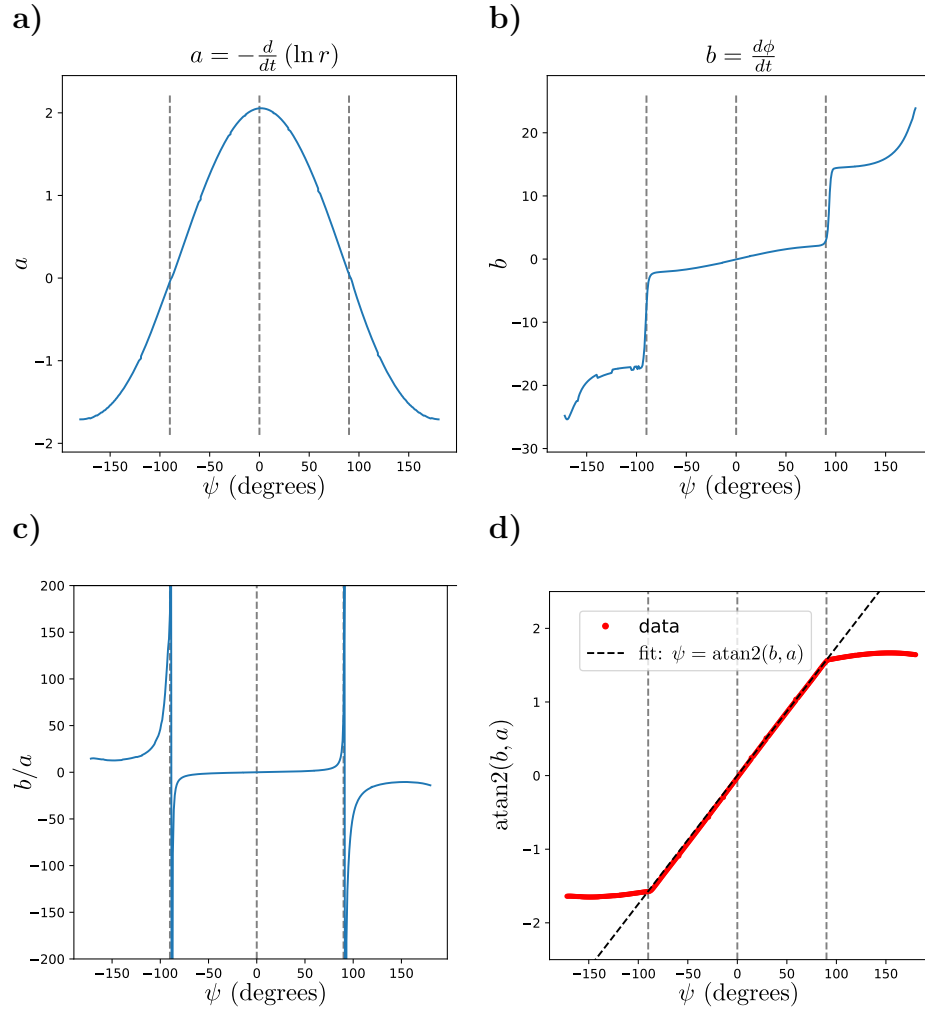 a)
a = −d/dt (ln r)
2
1
0
−1
−2
a
−150 −100 −50 0 50 100 150
ψ (degrees)
b)
b = dϕ/dt
20
10
0
−10
−20
−30
b
−150 −100 −50 0 50 100 150
ψ (degrees)
c)
200
150
100
50
0
−50
−100
−150
−200
b/a
−150 −100 −50 0 50 100 150
ψ (degrees)
d)
data
fit: ψ = atan2(b, a)
2
1
0
−1
−2
atan2(b, a)
−150 −100 −50 0 50 100 150
ψ (degrees)